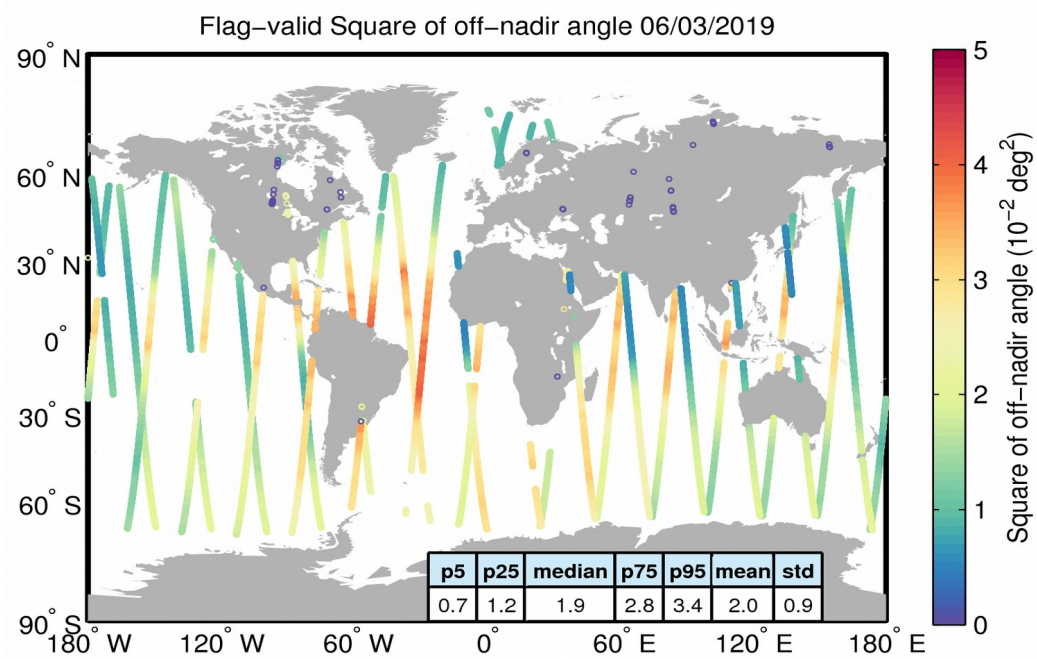 Flag−valid Square of off−nadir angle 06/03/2019
90° N
60° N
30° N
0°
30° S
60° S
90° S
180° W
120° W
60° W
0°
60° E
120° E
180° E
5
4
3
2
1
0
Square of off−nadir angle (10⁻² deg²)
p5 p25 median p75 p95 mean std
0.7 1.2 1.9 2.8 3.4 2.0 0.9